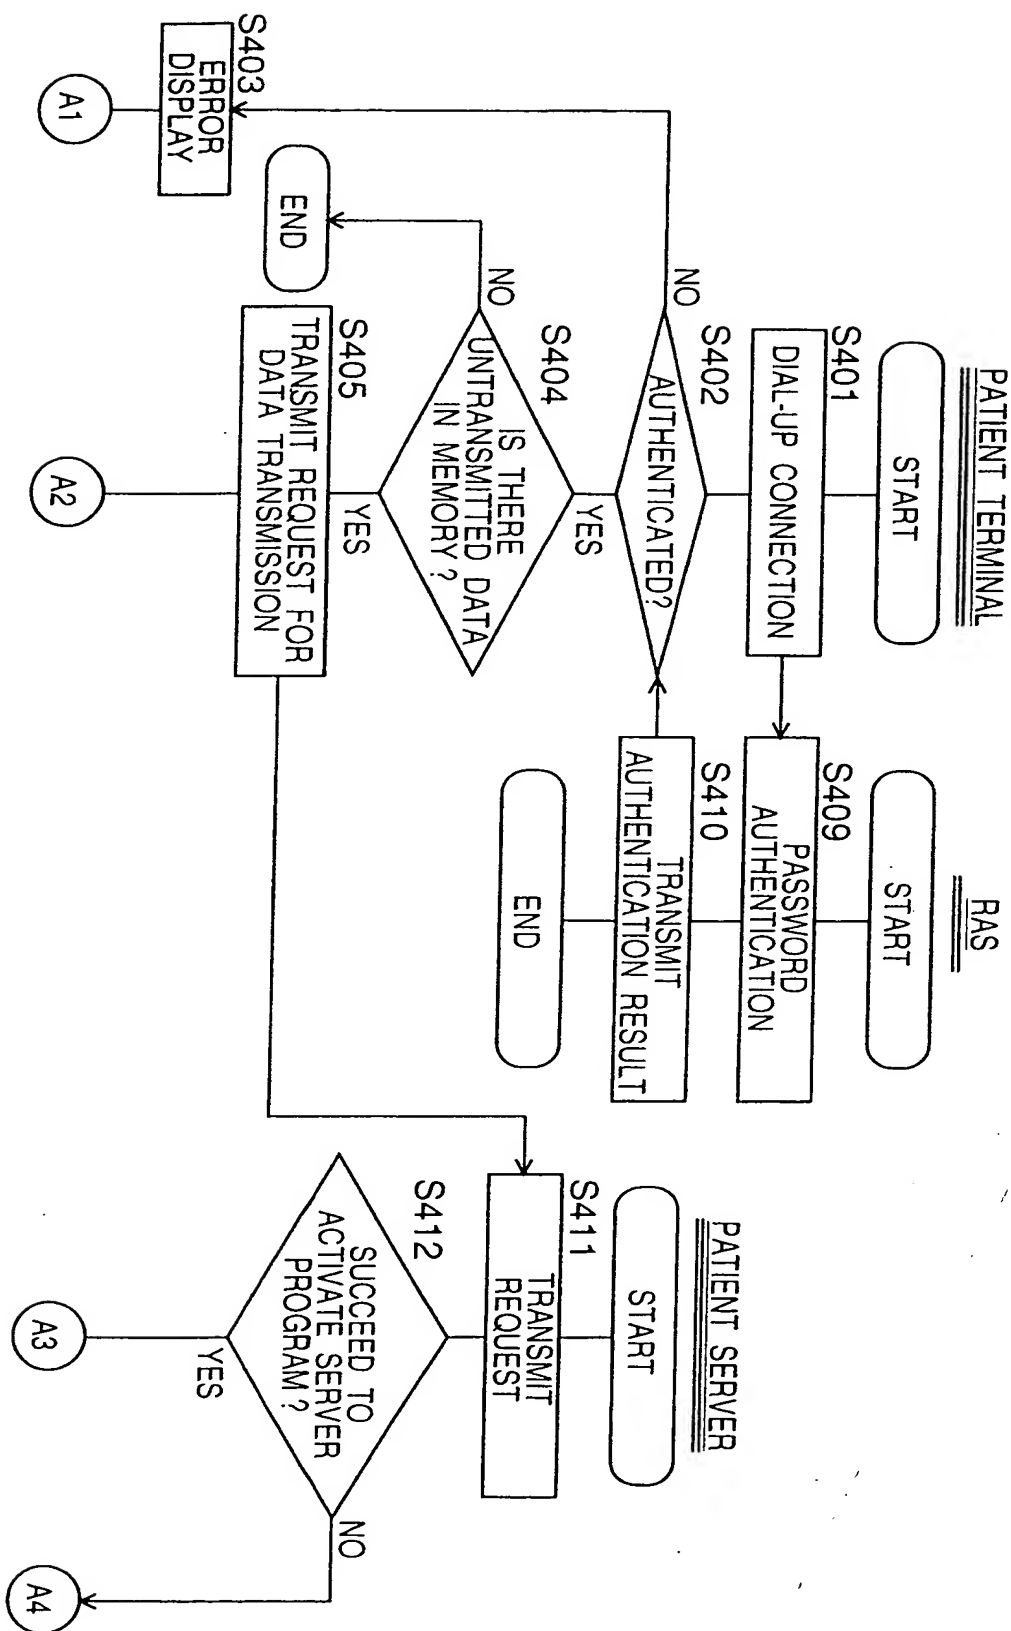 PATIENT TERMINAL
START
S401
DIAL-UP CONNECTION
S402
AUTHENTICATED?
NO
YES
S403
ERROR
DISPLAY
A1
S404
IS THERE
UNTRANSMITTED DATA
IN MEMORY?
NO
END
YES
S405
TRANSMIT REQUEST FOR
DATA TRANSMISSION
A2
RAS
START
S409
PASSWORD
AUTHENTICATION
S410
TRANSMIT
AUTHENTICATION RESULT
END
PATIENT SERVER
START
S411
TRANSMIT
REQUEST
S412
SUCCEED TO
ACTIVATE SERVER
PROGRAM?
YES
NO
A3
A4